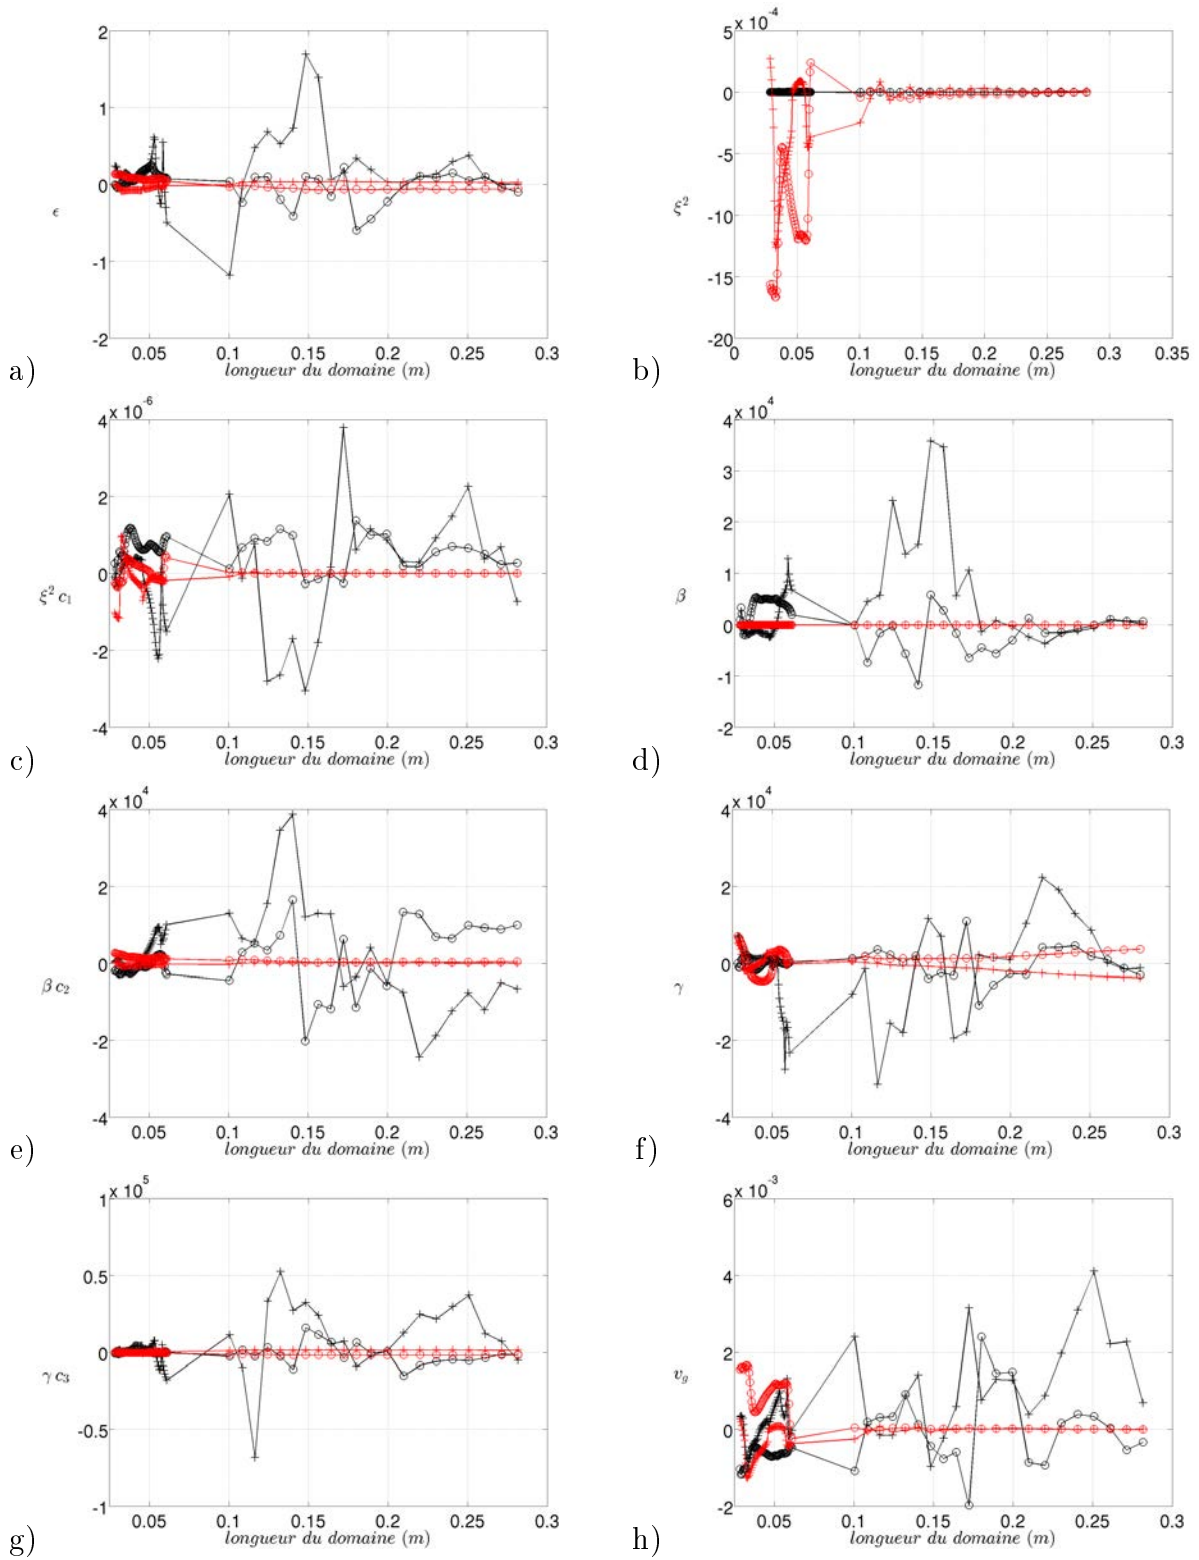 2
1
0
-1
-2
ϵ
0.05 0.1 0.15 0.2 0.25 0.3
longueur du domaine (m)
a)
5 x 10^-4
0
-5
-10
-15
-20
ξ²
0 0.05 0.1 0.15 0.2 0.25 0.3 0.35
longueur du domaine (m)
b)
4 x 10^-6
2
0
-2
-4
ξ² c₁
0.05 0.1 0.15 0.2 0.25 0.3
longueur du domaine (m)
c)
4 x 10^4
3
2
1
0
-1
-2
β
0.05 0.1 0.15 0.2 0.25 0.3
longueur du domaine (m)
d)
4 x 10^4
2
0
-2
-4
β c₂
0.05 0.1 0.15 0.2 0.25 0.3
longueur du domaine (m)
e)
4 x 10^4
2
0
-2
-4
γ
0.05 0.1 0.15 0.2 0.25 0.3
longueur du domaine (m)
f)
1 x 10^5
0.5
0
-0.5
-1
γ c₃
0.05 0.1 0.15 0.2 0.25 0.3
longueur du domaine (m)
g)
6 x 10^-3
4
2
0
-2
v_g
0.05 0.1 0.15 0.2 0.25 0.3
longueur du domaine (m)
h)